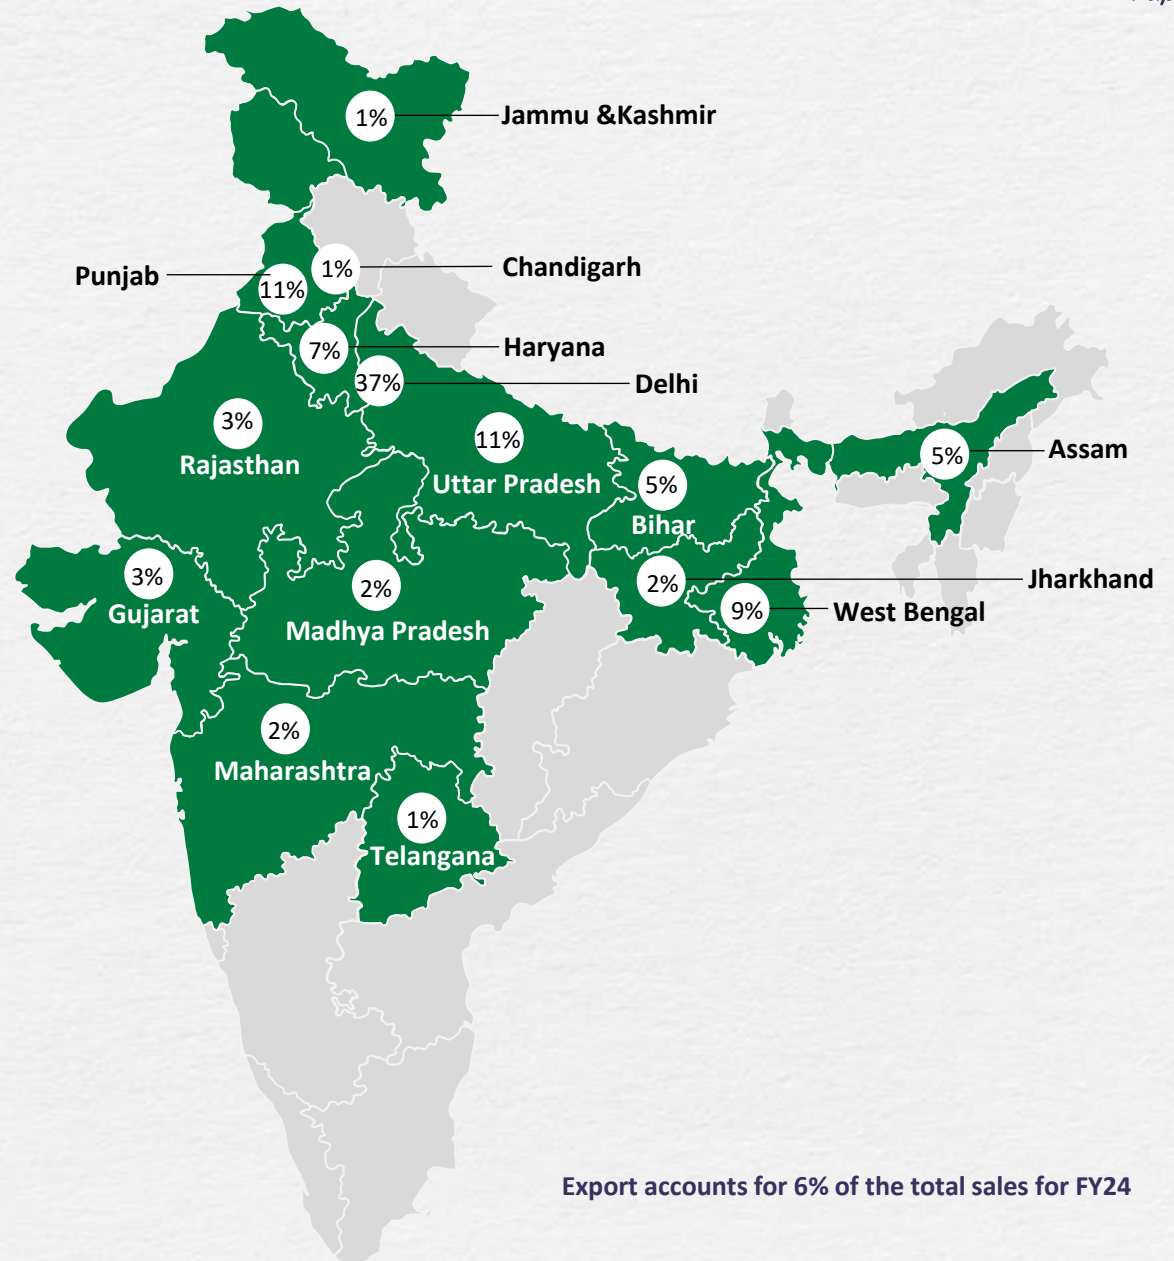 1%
Jammu &Kashmir
Punjab
1%
Chandigarh
11%
7%
Haryana
37%
Delhi
3%
Rajasthan
11%
Uttar Pradesh
5%
Assam
5%
Bihar
3%
Gujarat
2%
Madhya Pradesh
2%
Jharkhand
9%
West Bengal
2%
Maharashtra
1%
Telangana
Export accounts for 6% of the total sales for FY24